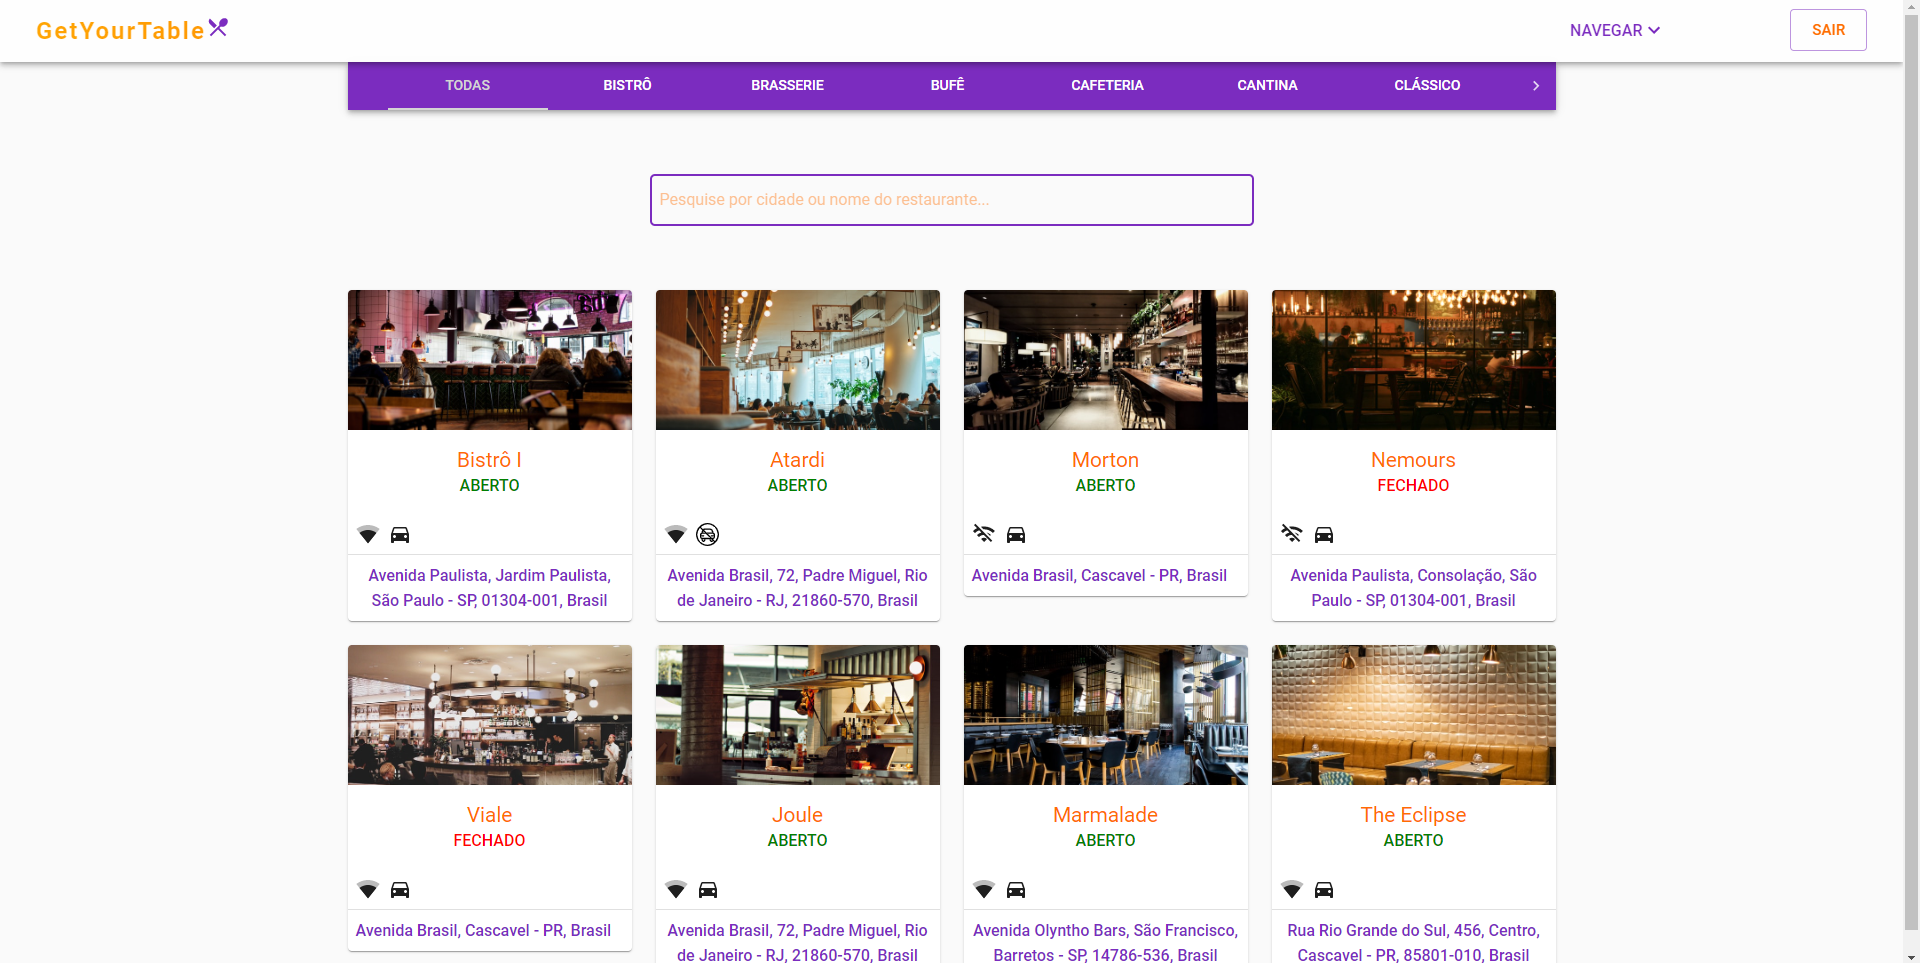 GetYourTable
NAVEGAR
SAIR
TODAS
BISTRÔ
BRASSERIE
BUFÊ
CAFETERIA
CANTINA
CLÁSSICO
Pesquise por cidade ou nome do restaurante...
Bistrô I
ABERTO
Avenida Paulista, Jardim Paulista,
São Paulo - SP, 01304-001, Brasil
Atardi
ABERTO
Avenida Brasil, 72, Padre Miguel, Rio
de Janeiro - RJ, 21860-570, Brasil
Morton
ABERTO
Avenida Brasil, Cascavel - PR, Brasil
Nemours
FECHADO
Avenida Paulista, Consolação, São
Paulo - SP, 01304-001, Brasil
Viale
FECHADO
Avenida Brasil, Cascavel - PR, Brasil
Joule
ABERTO
Avenida Brasil, 72, Padre Miguel, Rio
de Janeiro - RJ, 21860-570, Brasil
Marmalade
ABERTO
Avenida Olyntho Bars, São Francisco,
Barretos - SP, 14786-536, Brasil
The Eclipse
ABERTO
Rua Rio Grande do Sul, 456, Centro,
Cascavel - PR, 85801-010, Brasil